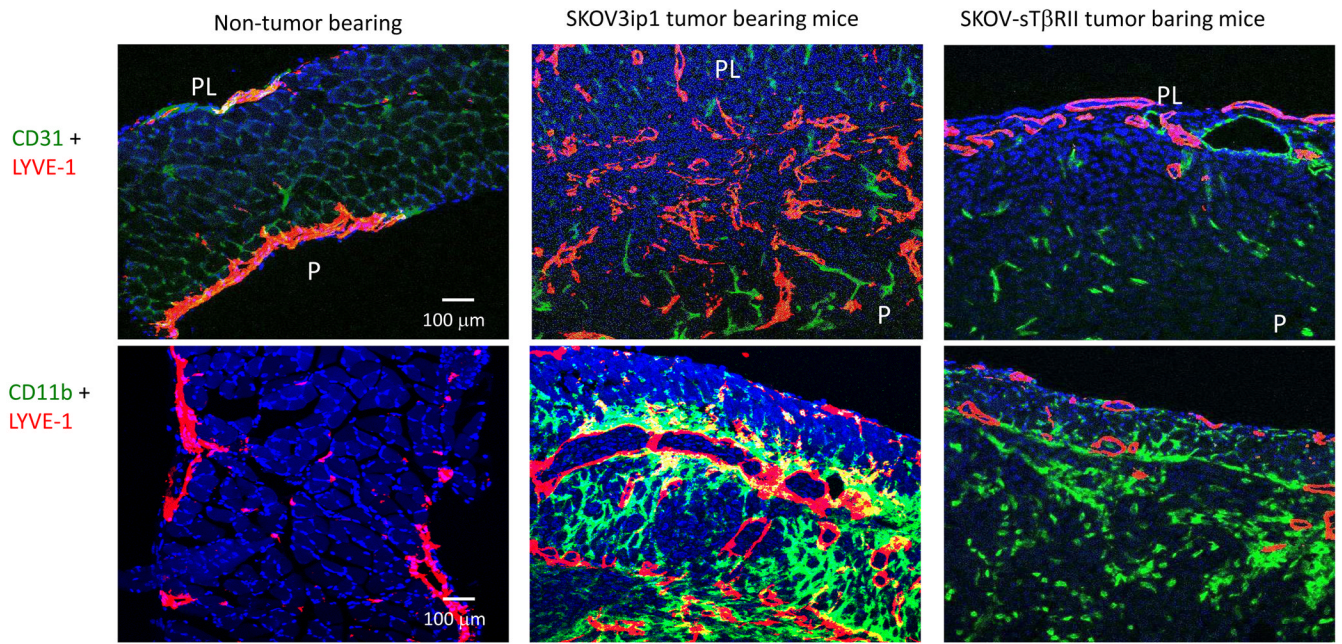 Non-tumor bearing
SKOV3ip1 tumor bearing mice
SKOV-sTβRII tumor baring mice
CD31 +
LYVE-1
PL
P
100 μm
PL
P
PL
P
CD11b +
LYVE-1
100 μm